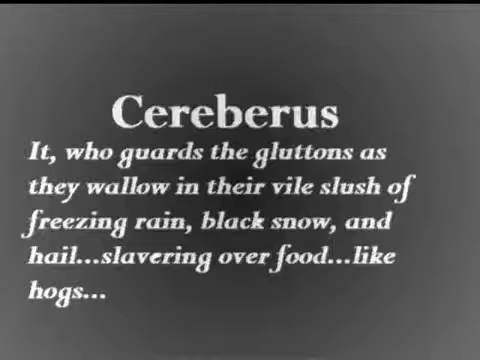 Cereberus
It, who guards the gluttons as
they wallow in their vile slush of
freezing rain, black snow, and
hail...slavering over food...like
hogs...